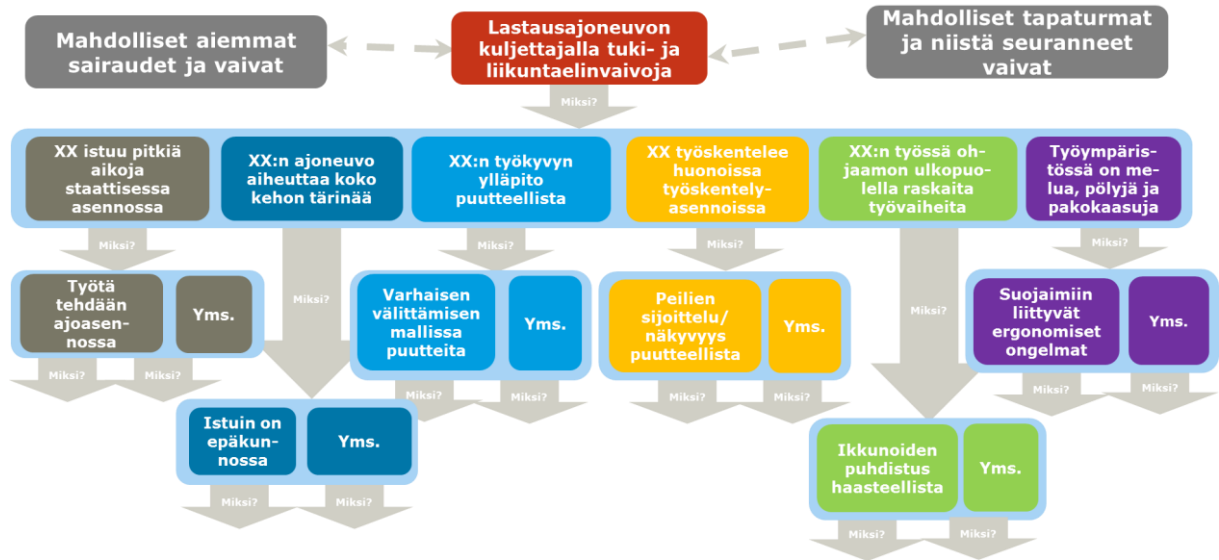 Mahdolliset aiemmat
sairaudet ja vaivat
Lastausajoneuvon
kuljettajalla tuki- ja
liikuntaelinvaivoja
Mahdolliset tapaturmat
ja niistä seuranneet
vaivat
Miksi?
XX istuu pitkiä
aikoja
staattisessa
asennossa
XX:n ajoneuvo
aiheuttaa koko
kehon tärinää
XX:n työkyvyn
ylläpito
puutteellista
XX työskentelee
huonoissa
työskentely-
asennoissa
XX:n työssä oh-
jaamon ulkopuo-
lella raskaita
työvaiheita
Työympäris-
tössä on me-
lua, pölyjä ja
pakokaasuja
Miksi?
Miksi?
Miksi?
Miksi?
Miksi?
Miksi?
Työtä
tehdään
ajoasen-
nossa
Yms.
Varhaisen
välittämisen
mallissa
puutteita
Yms.
Peilien
sijoittelu/
näkyvyys
puutteellista
Yms.
Suojaimiin
liittyvät
ergonomiset
ongelmat
Yms.
Miksi?
Miksi?
Miksi?
Miksi?
Miksi?
Miksi?
Miksi?
Miksi?
Istuin on
epäkun-
nossa
Yms.
Ikkunoiden
puhdistus
haasteellista
Yms.
Miksi?
Miksi?
Miksi?
Miksi?